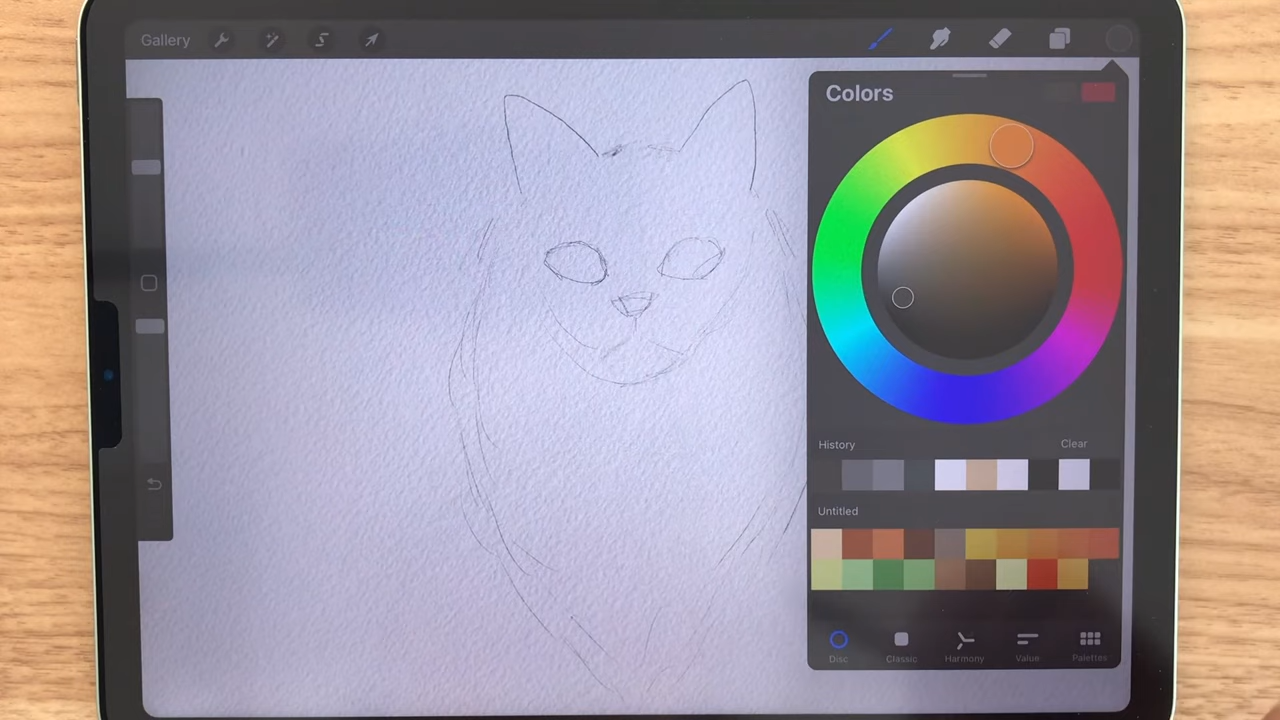 Gallery
Colors
History Clear
Untitled
Disc Classic Harmony Value Palettes